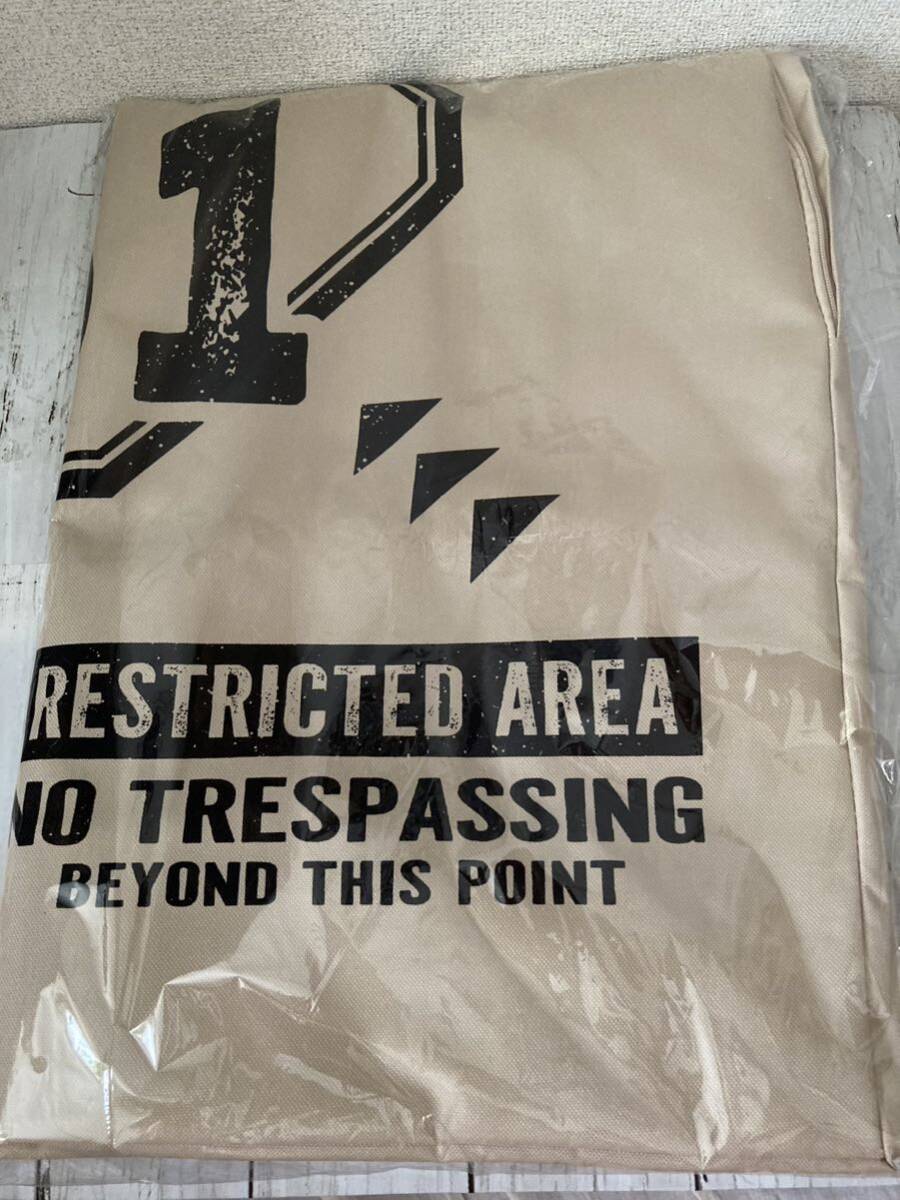 1
RESTRICTED AREA
NO TRESPASSING
BEYOND THIS POINT